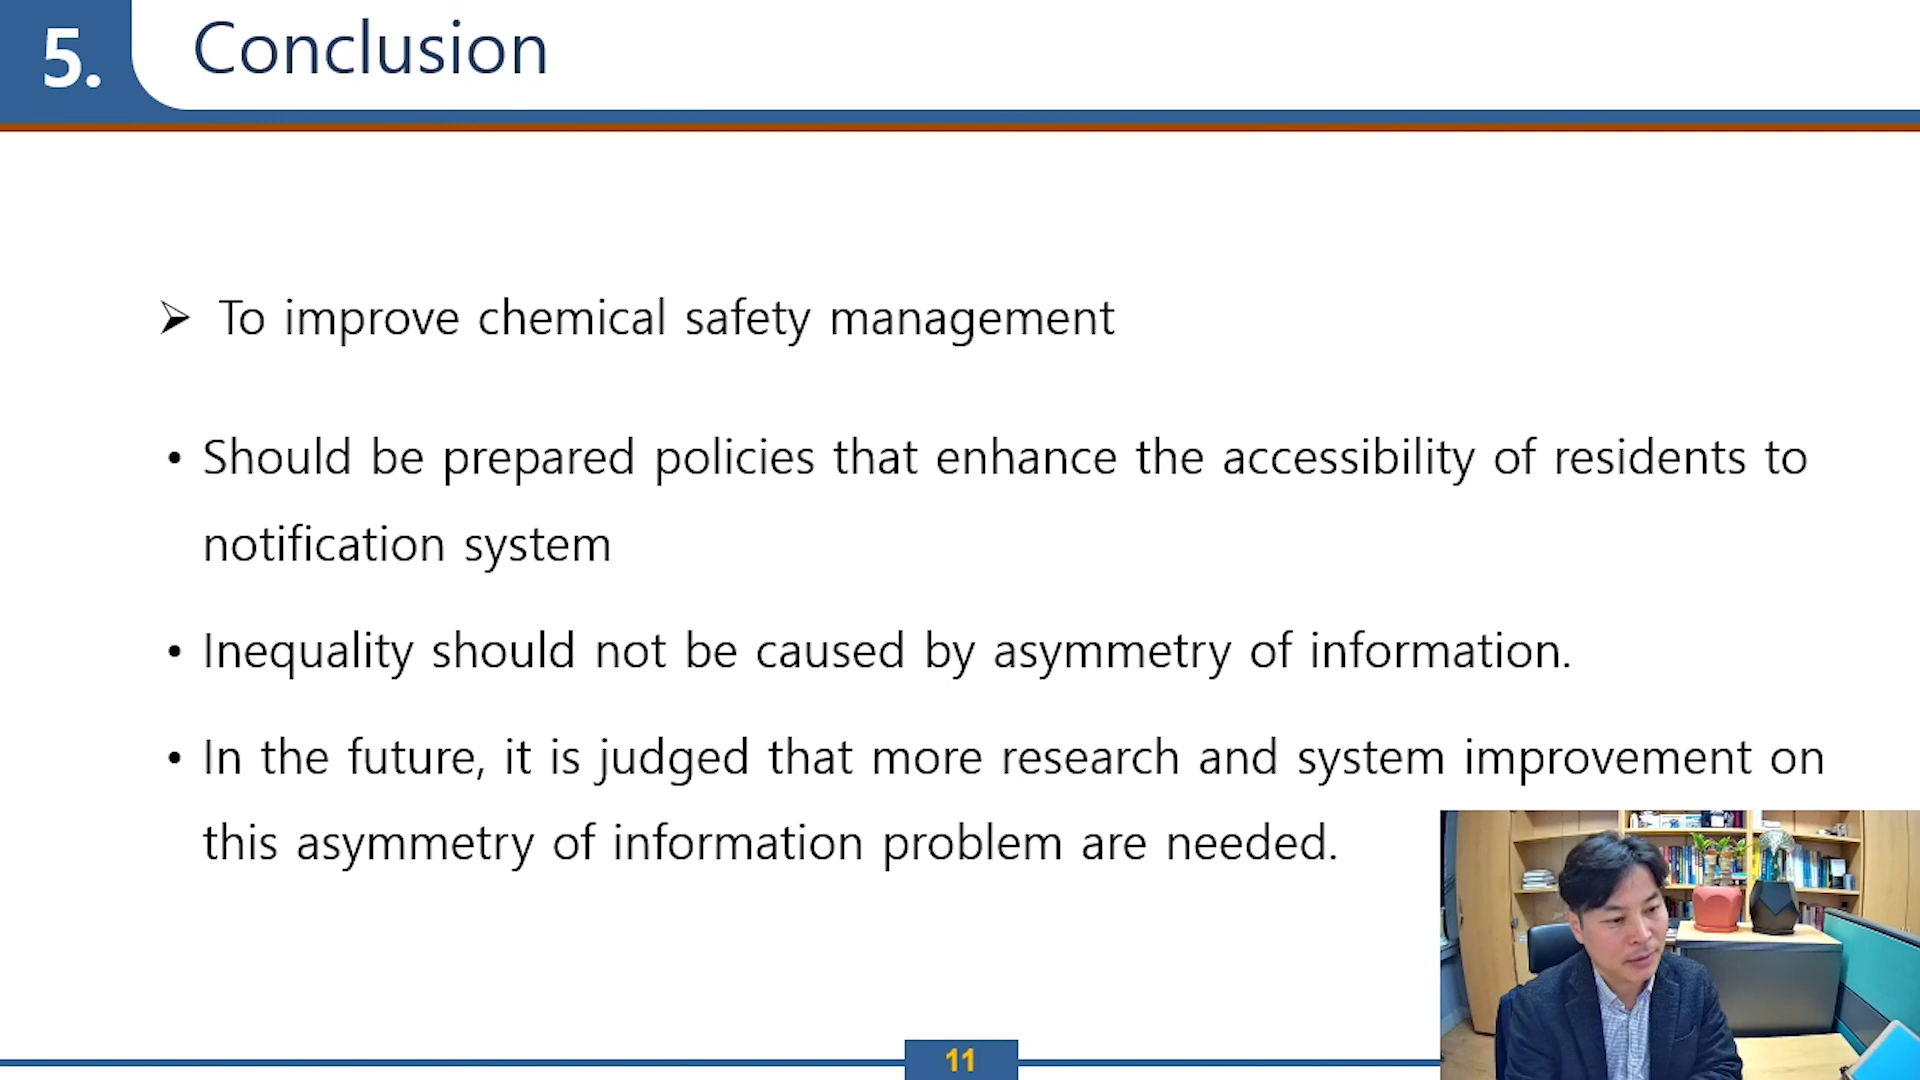 5. Conclusion
➢ To improve chemical safety management
• Should be prepared policies that enhance the accessibility of residents to
notification system
• Inequality should not be caused by asymmetry of information.
• In the future, it is judged that more research and system improvement on
this asymmetry of information problem are needed.
11